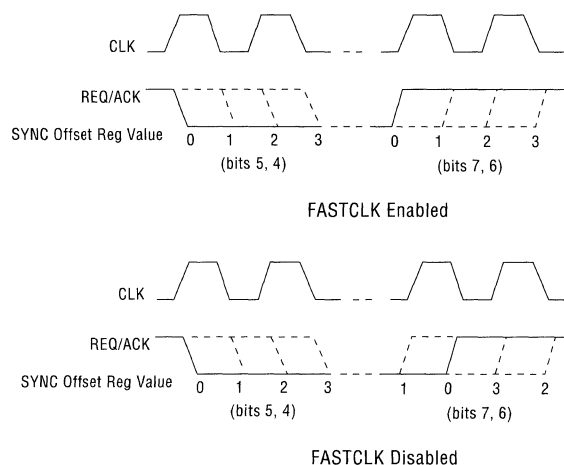 CLK
REQ/ACK
SYNC Offset Reg Value 0 1 2 3 0 1 2 3
(bits 5, 4) (bits 7, 6)
FASTCLK Enabled
CLK
REQ/ACK
SYNC Offset Reg Value 0 1 2 3 1 0 3 2
(bits 5, 4) (bits 7, 6)
FASTCLK Disabled